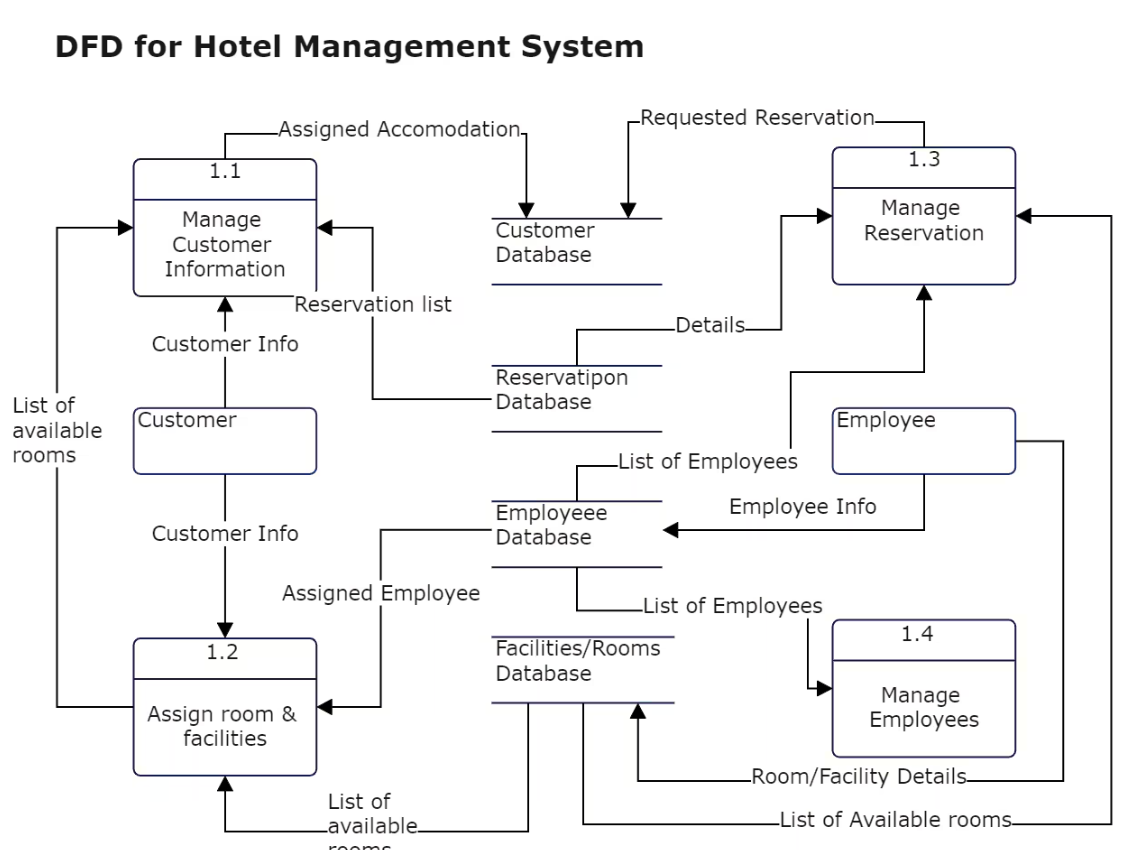 DFD for Hotel Management System
Assigned Accomodation
Requested Reservation
1.1
Manage
Customer
Information
Customer
Database
1.3
Manage
Reservation
Reservation list
Customer Info
Details
Reservatipon
Database
List of
available
rooms
Customer
Employee
List of Employees
Employee Info
Employeee
Database
Customer Info
Assigned Employee
List of Employees
1.2
Assign room &
facilities
Facilities/Rooms
Database
1.4
Manage
Employees
Room/Facility Details
List of
available
rooms
List of Available rooms